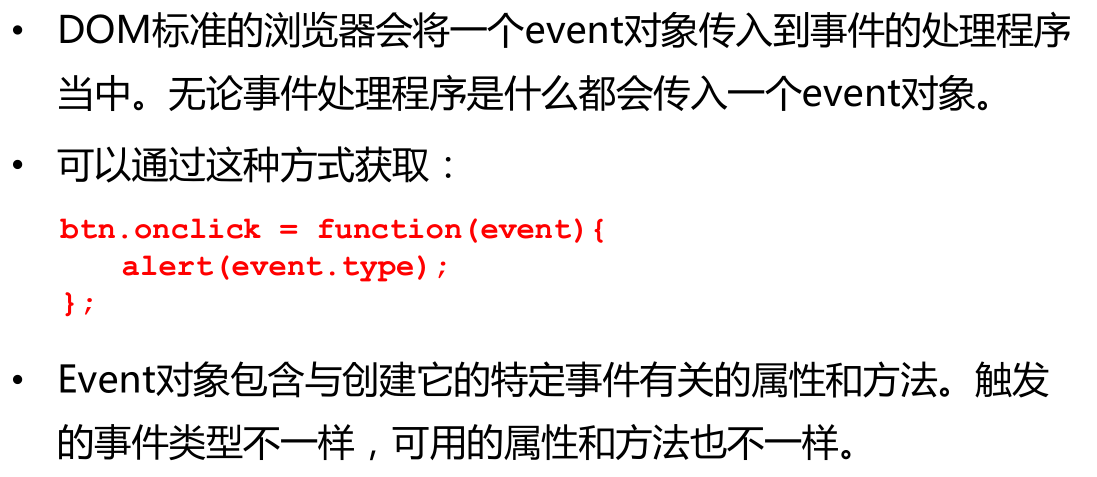 • DOM标准的浏览器会将一个event对象传入到事件的处理程序
当中。无论事件处理程序是什么都会传入一个event对象。
• 可以通过这种方式获取：
btn.onclick = function(event){
    alert(event.type);
};
• Event对象包含与创建它的特定事件有关的属性和方法。触发
的事件类型不一样，可用的属性和方法也不一样。